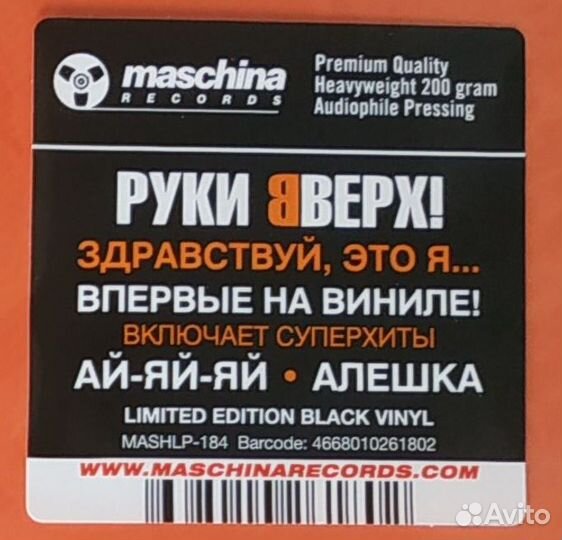 maschina
RECORDS
Premium Quality
Heavyweight 200 gram
Audiophile Pressing
РУКИ ВВЕРХ!
ЗДРАВСТВУЙ, ЭТО Я...
ВПЕРВЫЕ НА ВИНИЛЕ!
ВКЛЮЧАЕТ СУПЕРХИТЫ
АЙ-ЯЙ-ЯЙ • АЛЕШКА
LIMITED EDITION BLACK VINYL
MASHLP-184 Barcode: 4668010261802
WWW.MASCHINARECORDS.COM
Avito